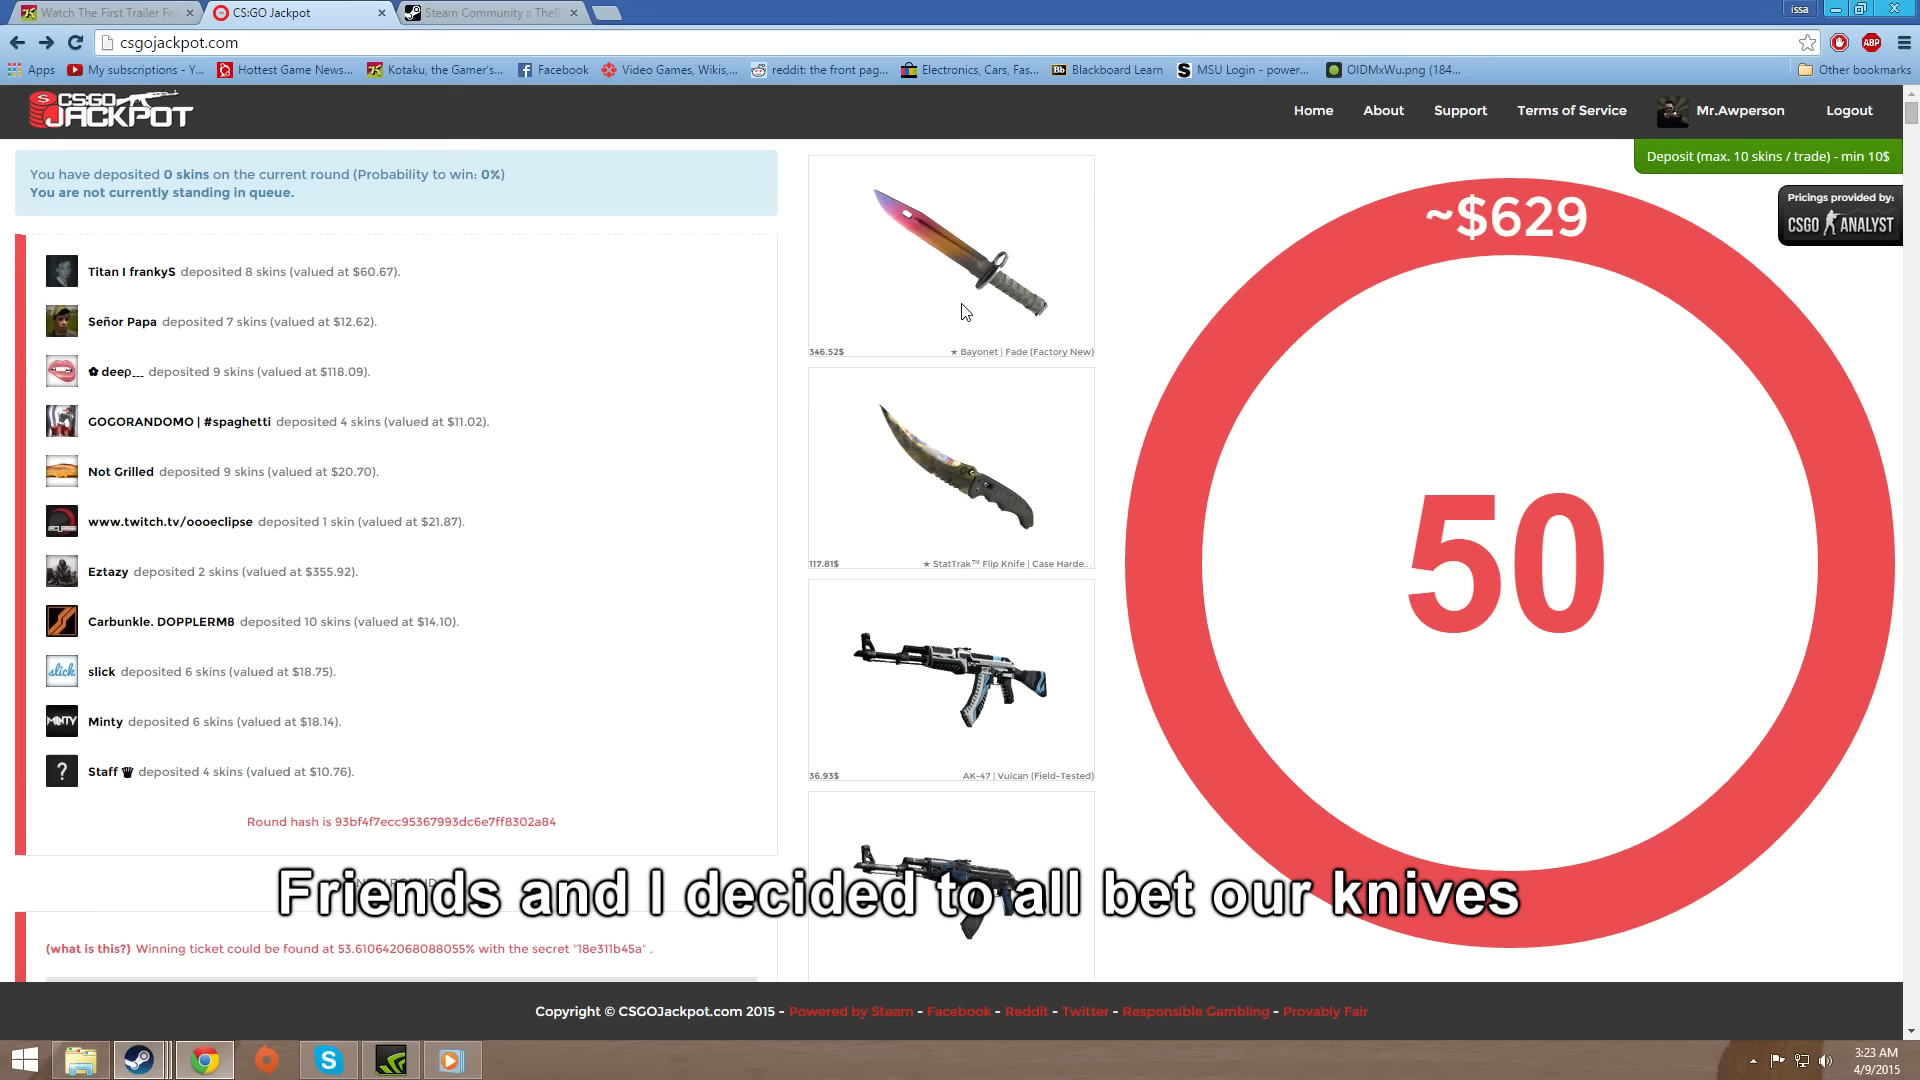 Watch The First Trailer Fo
CS:GO Jackpot
Steam Community :: TheB
issa
csgojackpot.com
ABP
Apps
My subscriptions - Y...
Hottest Game News...
Kotaku, the Gamer's...
Facebook
Video Games, Wikis,...
reddit: the front pag...
Electronics, Cars, Fas...
Bb Blackboard Learn
MSU Login - power...
OIDMxWu.png (184...
Other bookmarks
CS:GO JACKPOT
Home
About
Support
Terms of Service
Mr.Awperson
Logout
Deposit (max. 10 skins / trade) - min 10$
Pricings provided by:
CSGO ANALYST
You have deposited 0 skins on the current round (Probability to win: 0%)
You are not currently standing in queue.
Titan I frankyS deposited 8 skins (valued at $60.67).
Señor Papa deposited 7 skins (valued at $12.62).
✿ deep___ deposited 9 skins (valued at $118.09).
GOGORANDOMO | #spaghetti deposited 4 skins (valued at $11.02).
Not Grilled deposited 9 skins (valued at $20.70).
www.twitch.tv/oooeclipse deposited 1 skin (valued at $21.87).
Eztazy deposited 2 skins (valued at $355.92).
Carbunkle. DOPPLERM8 deposited 10 skins (valued at $14.10).
slick
slick deposited 6 skins (valued at $18.75).
MINTY
Minty deposited 6 skins (valued at $18.14).
?
Staff ♛ deposited 4 skins (valued at $10.76).
Round hash is 93bf4f7ecc95367993dc6e7ff8302a84
(what is this?) Winning ticket could be found at 53.610642068088055% with the secret "18e311b45a" .
346.52$
★ Bayonet | Fade (Factory New)
117.81$
★ StatTrak™ Flip Knife | Case Harde...
36.93$
AK-47 | Vulcan (Field-Tested)
~$629
50
Friends and I decided to all bet our knives
Copyright © CSGOJackpot.com 2015 - Powered by Steam - Facebook - Reddit - Twitter - Responsible Gambling - Provably Fair
3:23 AM
4/9/2015